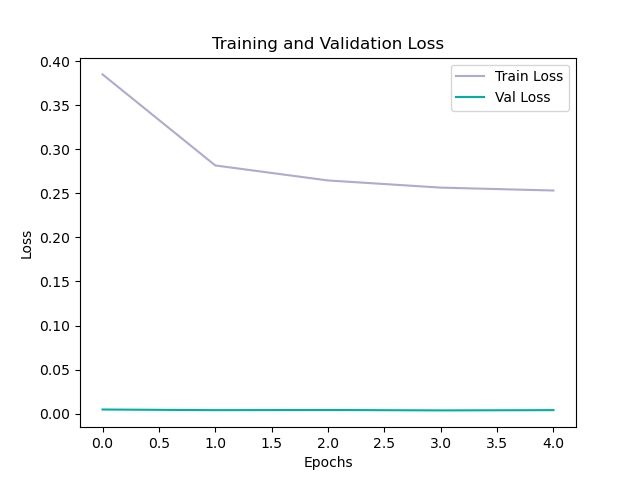 Training and Validation Loss
Train Loss
Val Loss
0.40
0.35
0.30
0.25
0.20
0.15
0.10
0.05
0.00
Loss
0.0 0.5 1.0 1.5 2.0 2.5 3.0 3.5 4.0
Epochs